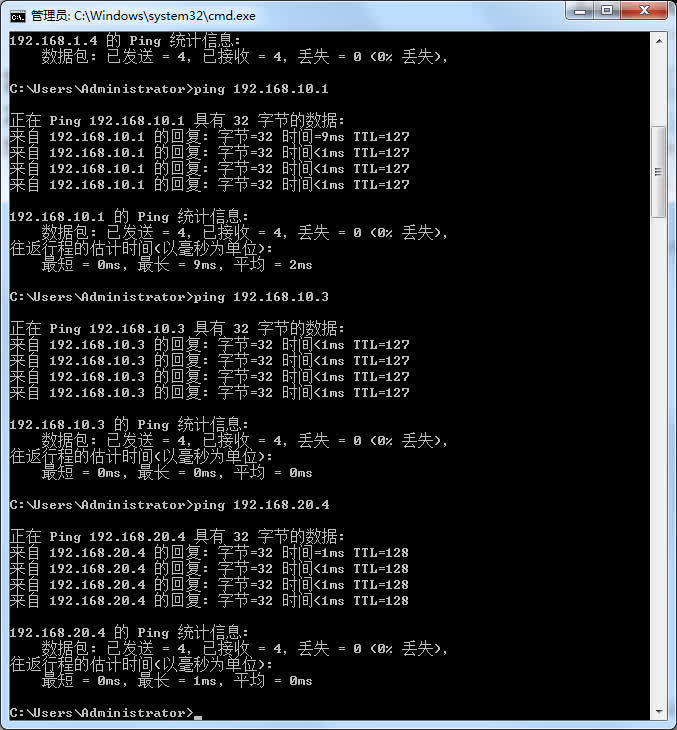 管理员: C:\Windows\system32\cmd.exe
192.168.1.4 的 Ping 统计信息:
数据包: 已发送 = 4, 已接收 = 4, 丢失 = 0 (0% 丢失),
C:\Users\Administrator>ping 192.168.10.1
正在 Ping 192.168.10.1 具有 32 字节的数据:
来自 192.168.10.1 的回复: 字节=32 时间=9ms TTL=127
来自 192.168.10.1 的回复: 字节=32 时间<1ms TTL=127
来自 192.168.10.1 的回复: 字节=32 时间<1ms TTL=127
来自 192.168.10.1 的回复: 字节=32 时间<1ms TTL=127
192.168.10.1 的 Ping 统计信息:
数据包: 已发送 = 4, 已接收 = 4, 丢失 = 0 (0% 丢失),
往返行程的估计时间(以毫秒为单位):
最短 = 0ms, 最长 = 9ms, 平均 = 2ms
C:\Users\Administrator>ping 192.168.10.3
正在 Ping 192.168.10.3 具有 32 字节的数据:
来自 192.168.10.3 的回复: 字节=32 时间<1ms TTL=127
来自 192.168.10.3 的回复: 字节=32 时间<1ms TTL=127
来自 192.168.10.3 的回复: 字节=32 时间<1ms TTL=127
来自 192.168.10.3 的回复: 字节=32 时间<1ms TTL=127
192.168.10.3 的 Ping 统计信息:
数据包: 已发送 = 4, 已接收 = 4, 丢失 = 0 (0% 丢失),
往返行程的估计时间(以毫秒为单位):
最短 = 0ms, 最长 = 0ms, 平均 = 0ms
C:\Users\Administrator>ping 192.168.20.4
正在 Ping 192.168.20.4 具有 32 字节的数据:
来自 192.168.20.4 的回复: 字节=32 时间=1ms TTL=128
来自 192.168.20.4 的回复: 字节=32 时间<1ms TTL=128
来自 192.168.20.4 的回复: 字节=32 时间<1ms TTL=128
来自 192.168.20.4 的回复: 字节=32 时间<1ms TTL=128
192.168.20.4 的 Ping 统计信息:
数据包: 已发送 = 4, 已接收 = 4, 丢失 = 0 (0% 丢失),
往返行程的估计时间(以毫秒为单位):
最短 = 0ms, 最长 = 1ms, 平均 = 0ms
C:\Users\Administrator>_